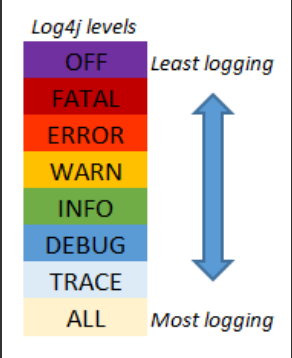 Log4j levels
OFF Least logging
FATAL
ERROR
WARN
INFO
DEBUG
TRACE
ALL Most logging